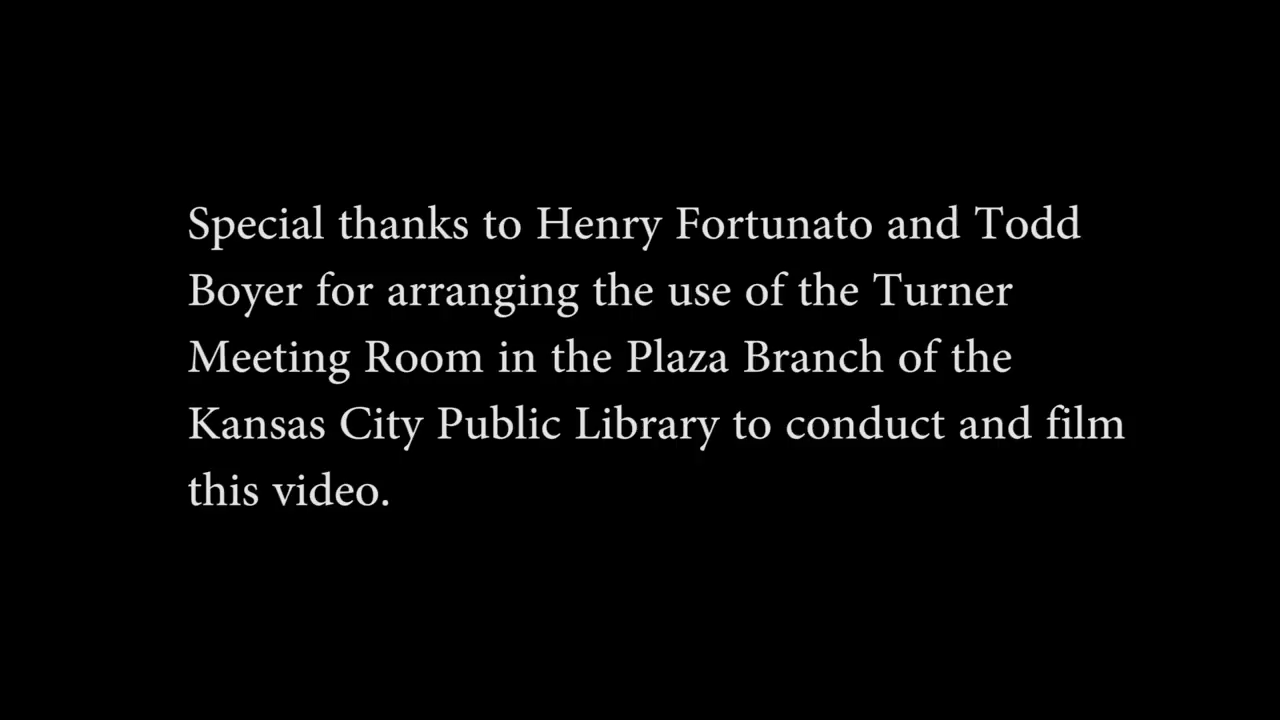 Special thanks to Henry Fortunato and Todd
Boyer for arranging the use of the Turner
Meeting Room in the Plaza Branch of the
Kansas City Public Library to conduct and film
this video.